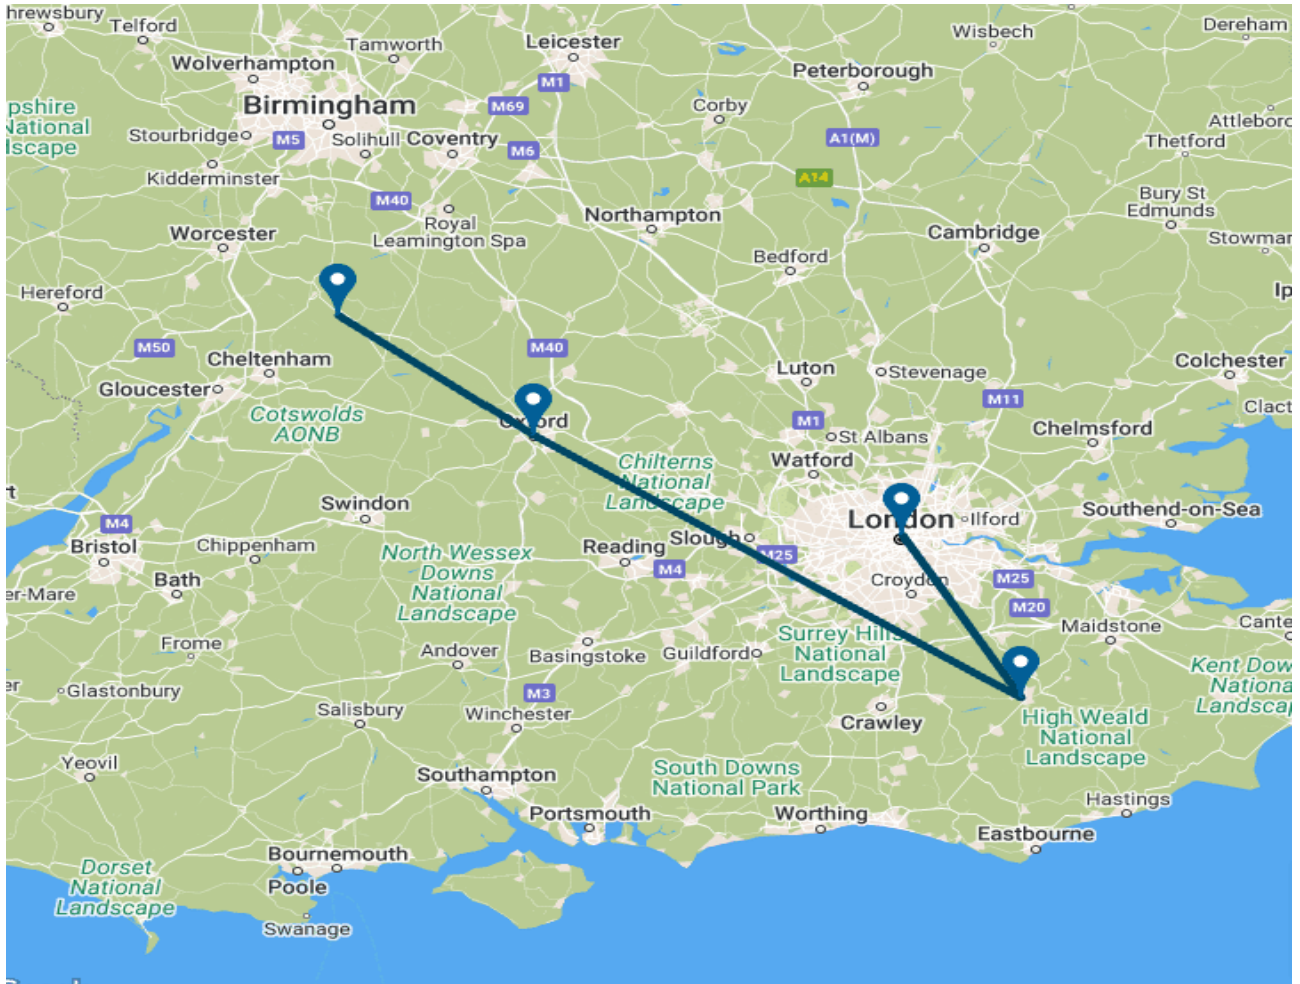 hrewsbury
Telford
Tamworth
Leicester
Wisbech
Dereham
Wolverhampton
Peterborough
M1
Birmingham
M69
Corby
pshire
National
dscape
Attleboro
Stourbridge
M5
Solihull
Coventry
M6
A1(M)
Thetford
Kidderminster
A14
M40
Northampton
Bury St
Edmunds
Royal
Leamington Spa
Worcester
Cambridge
Stowmar
Bedford
Hereford
Ip
M50
Cheltenham
M40
Luton
Stevenage
Colchester
Gloucester
M11
Clact
Cotswolds
AONB
Oxford
M1
St Albans
Chelmsford
Chilterns
National
Landscape
Watford
Swindon
London
Ilford
Southend-on-Sea
M4
Bristol
Chippenham
North Wessex
Downs
National
Landscape
Reading
Slough
M25
M4
Bath
Croydon
M25
er-Mare
M20
Frome
Andover
Basingstoke
Guildford
Surrey Hills
National
Landscape
Maidstone
Cante
Kent Dow
Nationa
Landscap
er
Glastonbury
M3
Salisbury
Winchester
Crawley
High Weald
National
Landscape
Yeovil
Southampton
South Downs
National Park
Portsmouth
Worthing
Hastings
Eastbourne
Bournemouth
Poole
Dorset
National
Landscape
Swanage